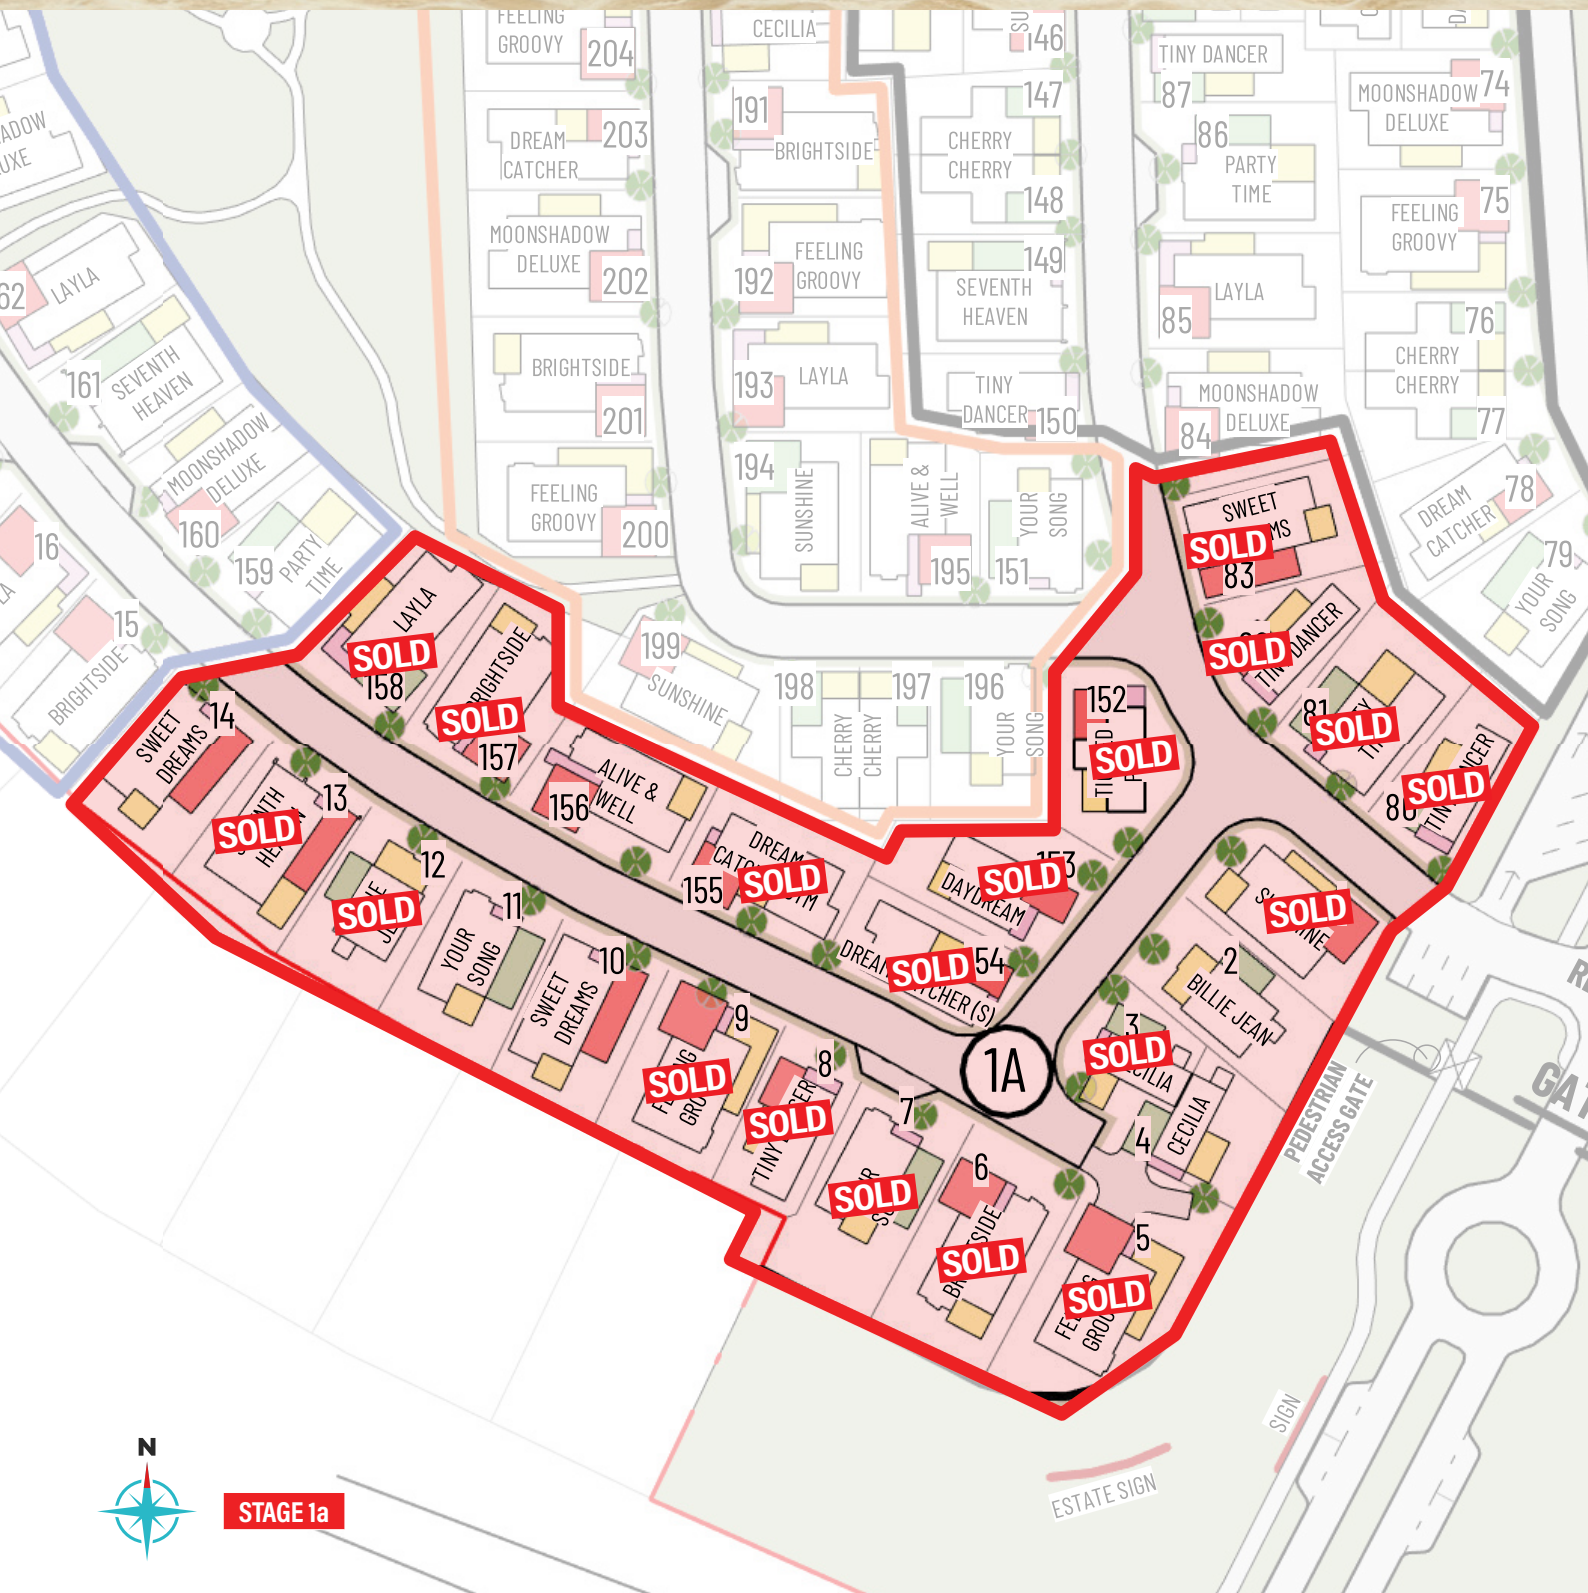 FEELING
GROOVY
204
CECILIA
146
TINY DANCER
87
MOONSHADOW
DELUXE
74
DREAM
CATCHER
203
191
BRIGHTSIDE
CHERRY
CHERRY
147
148
86
PARTY
TIME
FEELING
GROOVY
75
MOONSHADOW
DELUXE
202
192
FEELING
GROOVY
149
SEVENTH
HEAVEN
LAYLA
85
CHERRY
CHERRY
76
77
62
LAYLA
161
SEVENTH
HEAVEN
BRIGHTSIDE
201
193
LAYLA
TINY
DANCER
150
MOONSHADOW
DELUXE
84
MOONSHADOW
DELUXE
160
FEELING
GROOVY
200
194
SUNSHINE
ALIVE &
WELL
195
YOUR
SONG
151
DREAM
CATCHER
78
79
YOUR
SONG
16
159
PARTY
TIME
15
BRIGHTSIDE
199
SUNSHINE
198
197
CHERRY
CHERRY
196
YOUR
SONG
SWEET
SOLD
83
SOLD
81
SOLD
SOLD
152
SOLD
153
SOLD
DAYDREAM
SOLD
LAYLA
SOLD
158
BRIGHTSIDE
SOLD
157
ALIVE &
WELL
156
DREAM
SOLD
155
SWEET
DREAMS
14
13
SOLD
12
SOLD
11
YOUR
SONG
10
SWEET
DREAMS
9
SOLD
8
SOLD
7
SOLD
6
SOLD
5
SOLD
4
CECILIA
3
SOLD
2
BILLIE JEAN
SOLD
1A
PEDESTRIAN
ACCESS GATE
SIGN
ESTATE SIGN
N
STAGE 1a